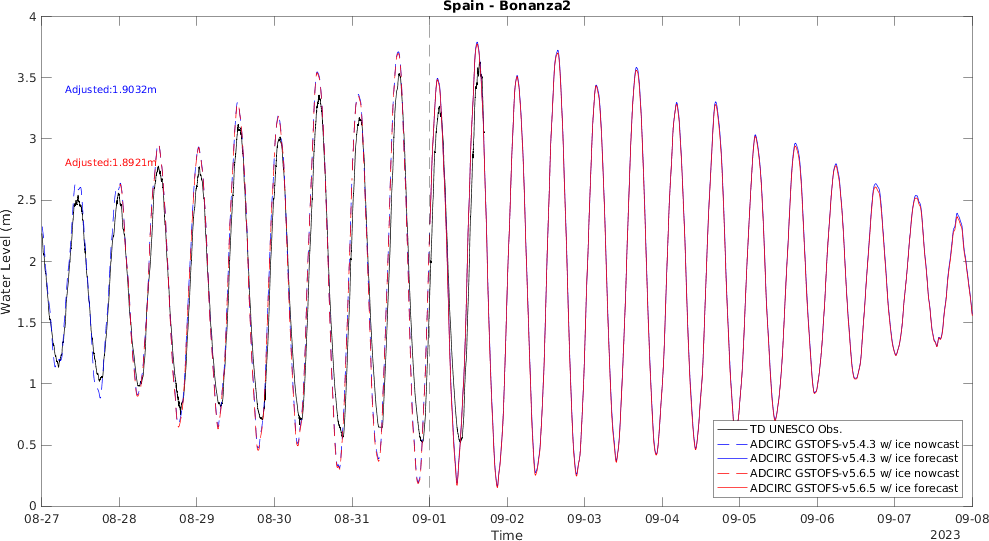 Spain - Bonanza2
4
3.5
3
2.5
2
1.5
1
0.5
0
Water Level (m)
Adjusted:1.9032m
Adjusted:1.8921m
TD UNESCO Obs.
ADCIRC GSTOFS-v5.4.3 w/ ice nowcast
ADCIRC GSTOFS-v5.4.3 w/ ice forecast
ADCIRC GSTOFS-v5.6.5 w/ ice nowcast
ADCIRC GSTOFS-v5.6.5 w/ ice forecast
08-27 08-28 08-29 08-30 08-31 09-01 09-02 09-03 09-04 09-05 09-06 09-07 09-08
Time
2023